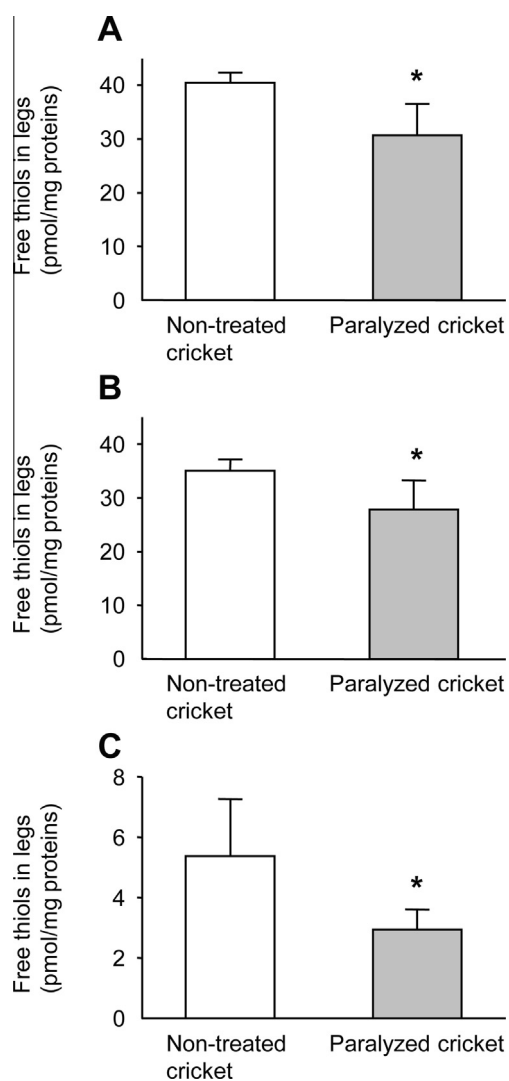 A
Free thiols in legs
(pmol/mg proteins)
40
30
20
10
0
*
Non-treated
cricket
Paralyzed cricket
B
Free thiols in legs
(pmol/mg proteins)
40
30
20
10
0
*
Non-treated
cricket
Paralyzed cricket
C
Free thiols in legs
(pmol/mg proteins)
8
6
4
2
0
*
Non-treated
cricket
Paralyzed cricket